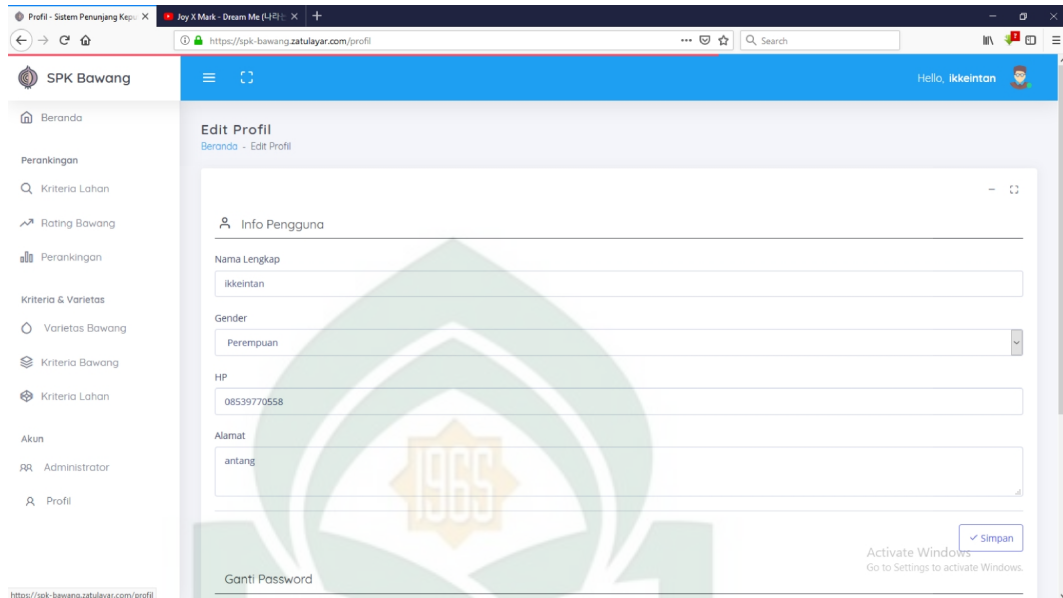 Profil - Sistem Penunjang Kepu
Joy X Mark - Dream Me (나라
https://spk-bawang.zatulayar.com/profil
Search
SPK Bawang
Hello, ikkeintan
Beranda
Perankingan
Kriteria Lahan
Rating Bawang
Perankingan
Kriteria & Varietas
Varietas Bawang
Kriteria Bawang
Kriteria Lahan
Akun
Administrator
Profil
Edit Profil
Beranda - Edit Profil
Info Pengguna
Nama Lengkap
ikkeintan
Gender
Perempuan
HP
08539770558
Alamat
antang
1965
Simpan
Activate Windows
Go to Settings to activate Windows.
Ganti Password
https://spk-bawang.zatulayar.com/profil